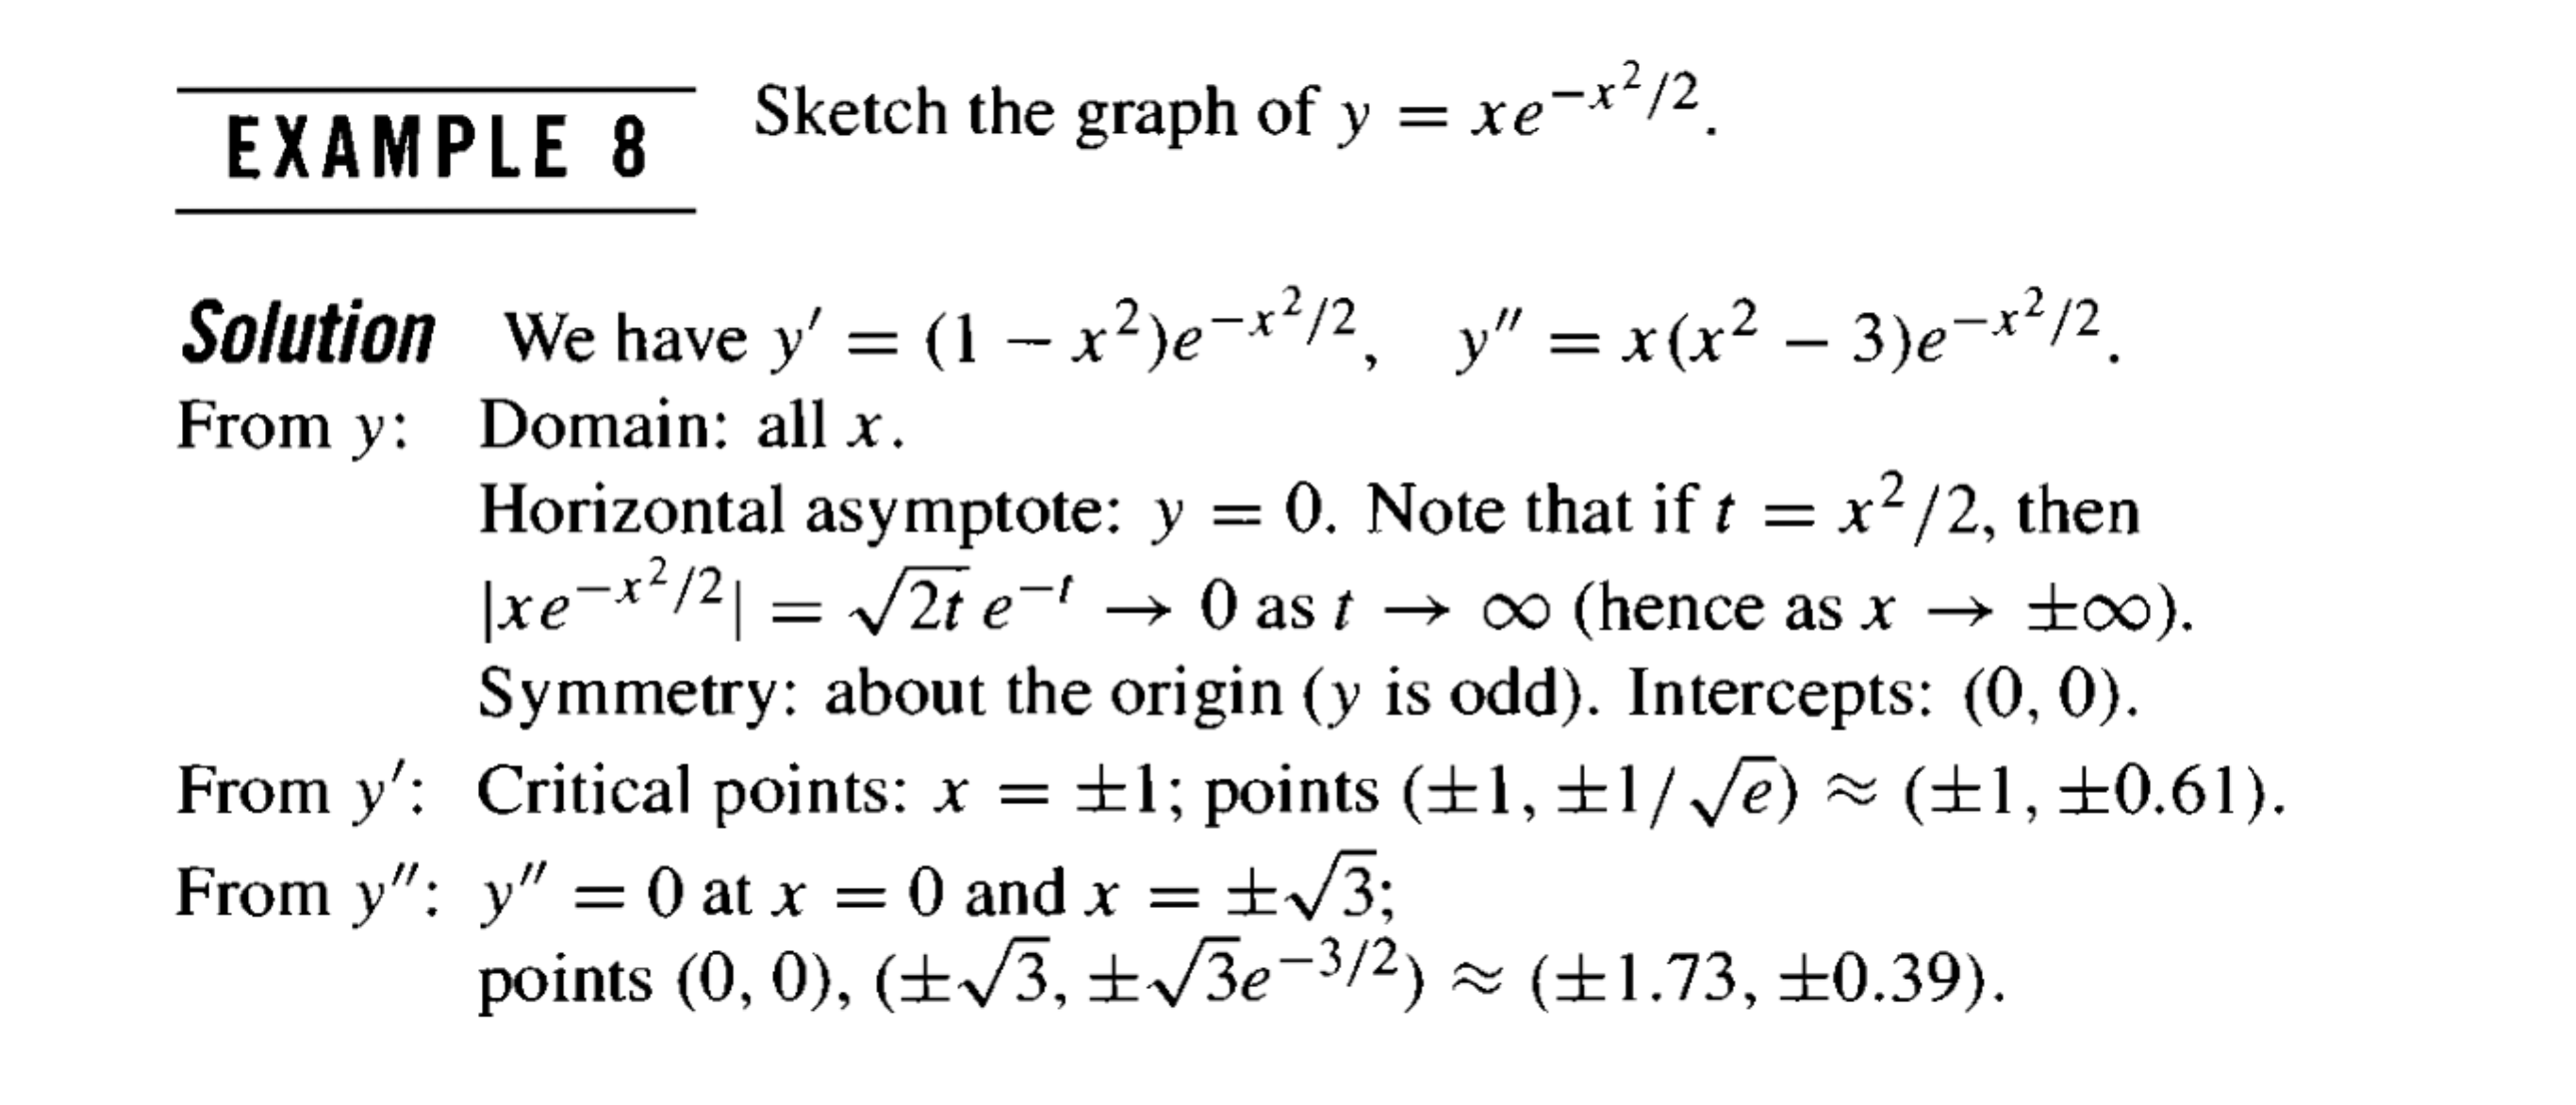 EXAMPLE 8 Sketch the graph of y = xe^{−x²/2}.
Solution We have y′ = (1 − x²)e^{−x²/2}, y″ = x(x² − 3)e^{−x²/2}.
From y: Domain: all x.
Horizontal asymptote: y = 0. Note that if t = x²/2, then
|xe^{−x²/2}| = √(2t) e^{−t} → 0 as t → ∞ (hence as x → ±∞).
Symmetry: about the origin (y is odd). Intercepts: (0, 0).
From y′: Critical points: x = ±1; points (±1, ±1/√e) ≈ (±1, ±0.61).
From y″: y″ = 0 at x = 0 and x = ±√3;
points (0, 0), (±√3, ±√3e^{−3/2}) ≈ (±1.73, ±0.39).